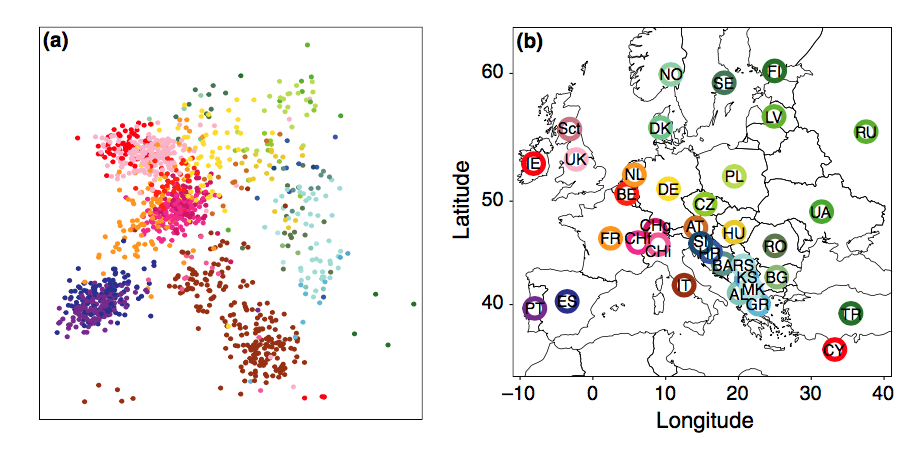 (a)
(b)
NO
SE
FI
Sct
DK
LV
RU
IE
UK
NL
BE
DE
PL
CZ
UA
FR
CHf
CHg
CHi
AT
SI
HR
HU
RO
BA
RS
KS
BG
IT
AL
MK
GR
PT
ES
TR
CY
60
50
40
Latitude
−10
0
10
20
30
40
Longitude